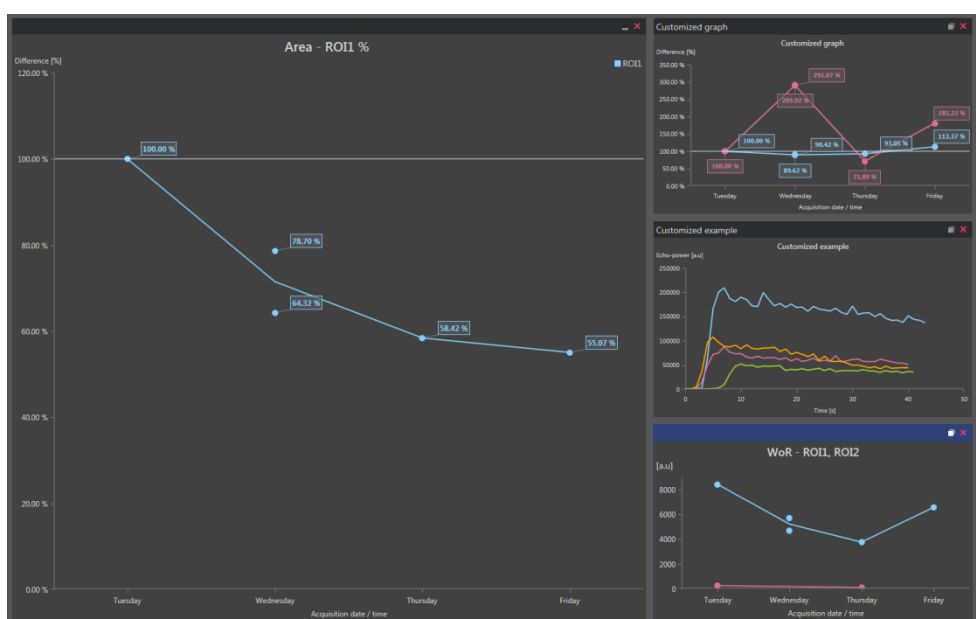 Area - ROI1 %
Difference [%]
ROI1
120.00 %
100.00 %
80.00 %
60.00 %
40.00 %
20.00 %
0.00 %
100.00 %
78.70 %
64.32 %
58.42 %
55.07 %
Tuesday
Wednesday
Thursday
Friday
Acquisition date / time
Customized graph
Customized graph
Difference [%]
350.00 %
300.00 %
250.00 %
200.00 %
150.00 %
100.00 %
50.00 %
0.00 %
291.07 %
289.92 %
181.23 %
100.00 %
90.42 %
93.05 %
113.37 %
100.00 %
89.62 %
71.89 %
Tuesday
Wednesday
Thursday
Friday
Acquisition date / time
Customized example
Customized example
Echo-power [a.u]
250000
200000
150000
100000
50000
0
0
10
20
30
40
50
Time [s]
WoR - ROI1, ROI2
[a.u]
8000
6000
4000
2000
0
Tuesday
Wednesday
Thursday
Friday
Acquisition date / time